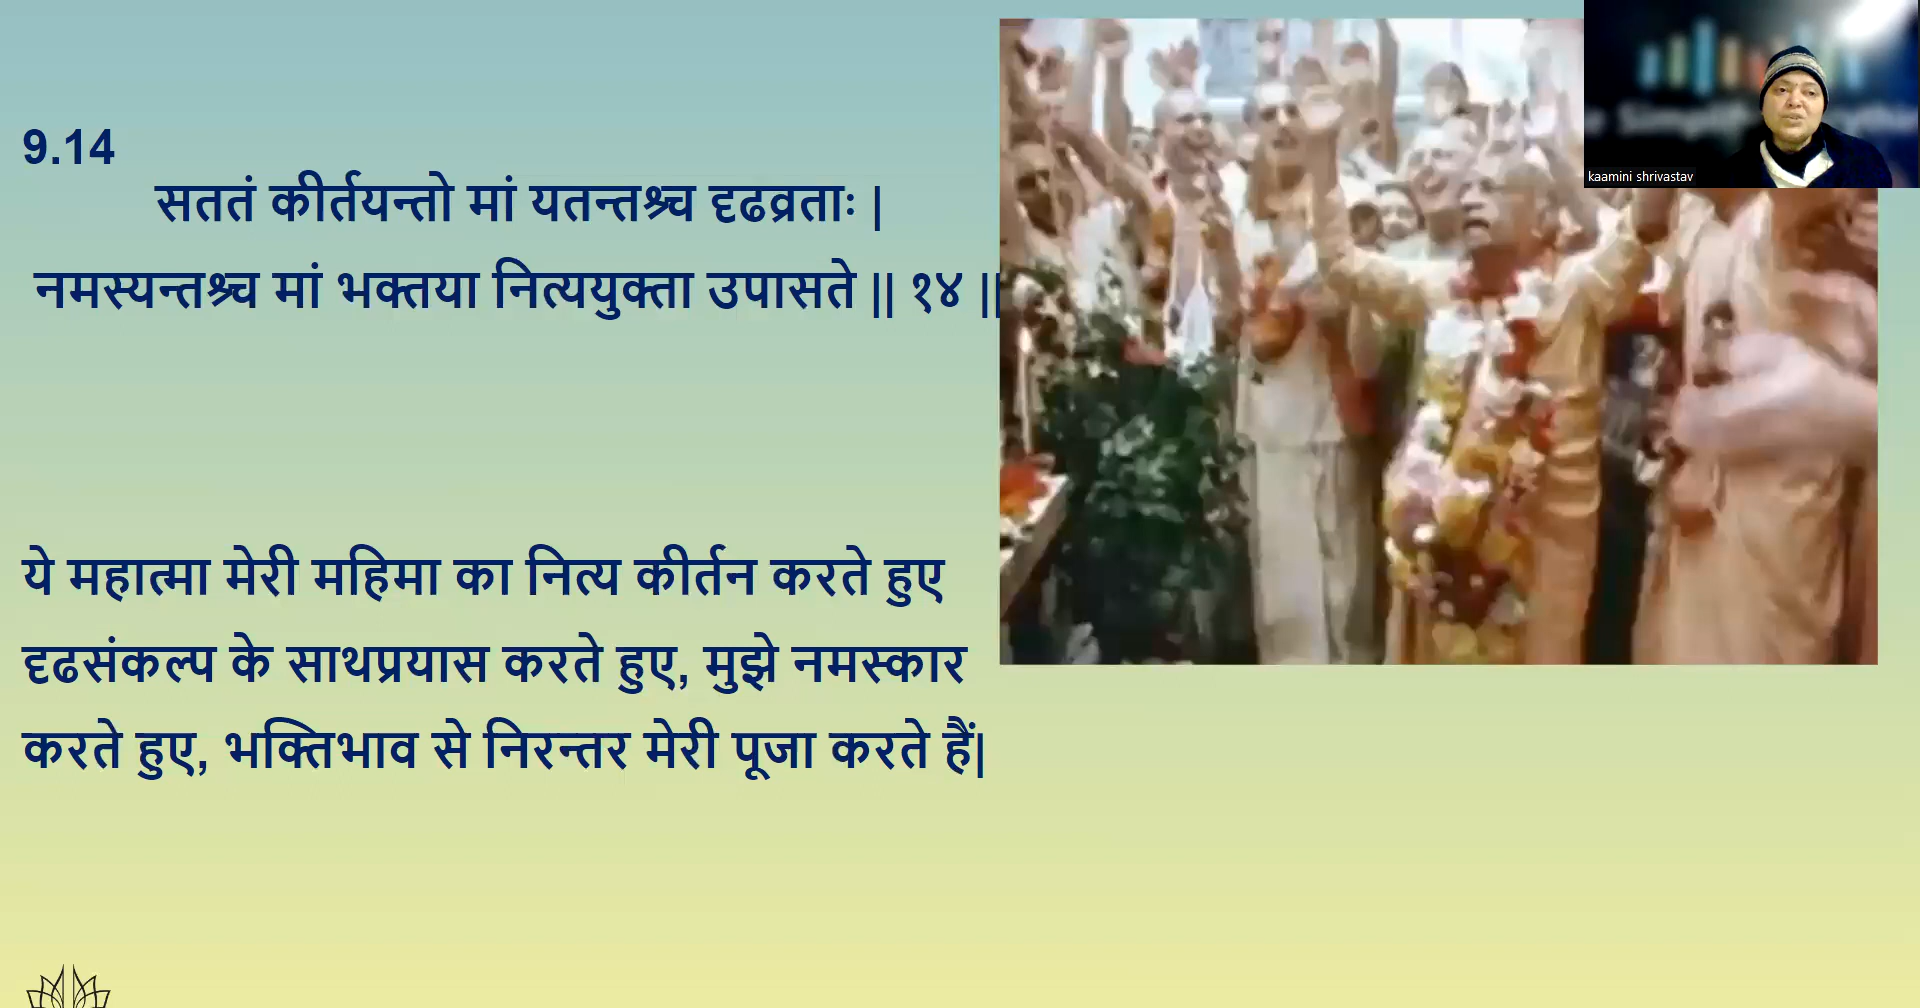 9.14
सततं कीर्तयन्तो मां यतन्तश्र्च दृढव्रताः |
नमस्यन्तश्र्च मां भक्तया नित्ययुक्ता उपासते || १४ ||
ये महात्मा मेरी महिमा का नित्य कीर्तन करते हुए
दृढसंकल्प के साथप्रयास करते हुए, मुझे नमस्कार
करते हुए, भक्तिभाव से निरन्तर मेरी पूजा करते हैं|
kaamini shrivastav